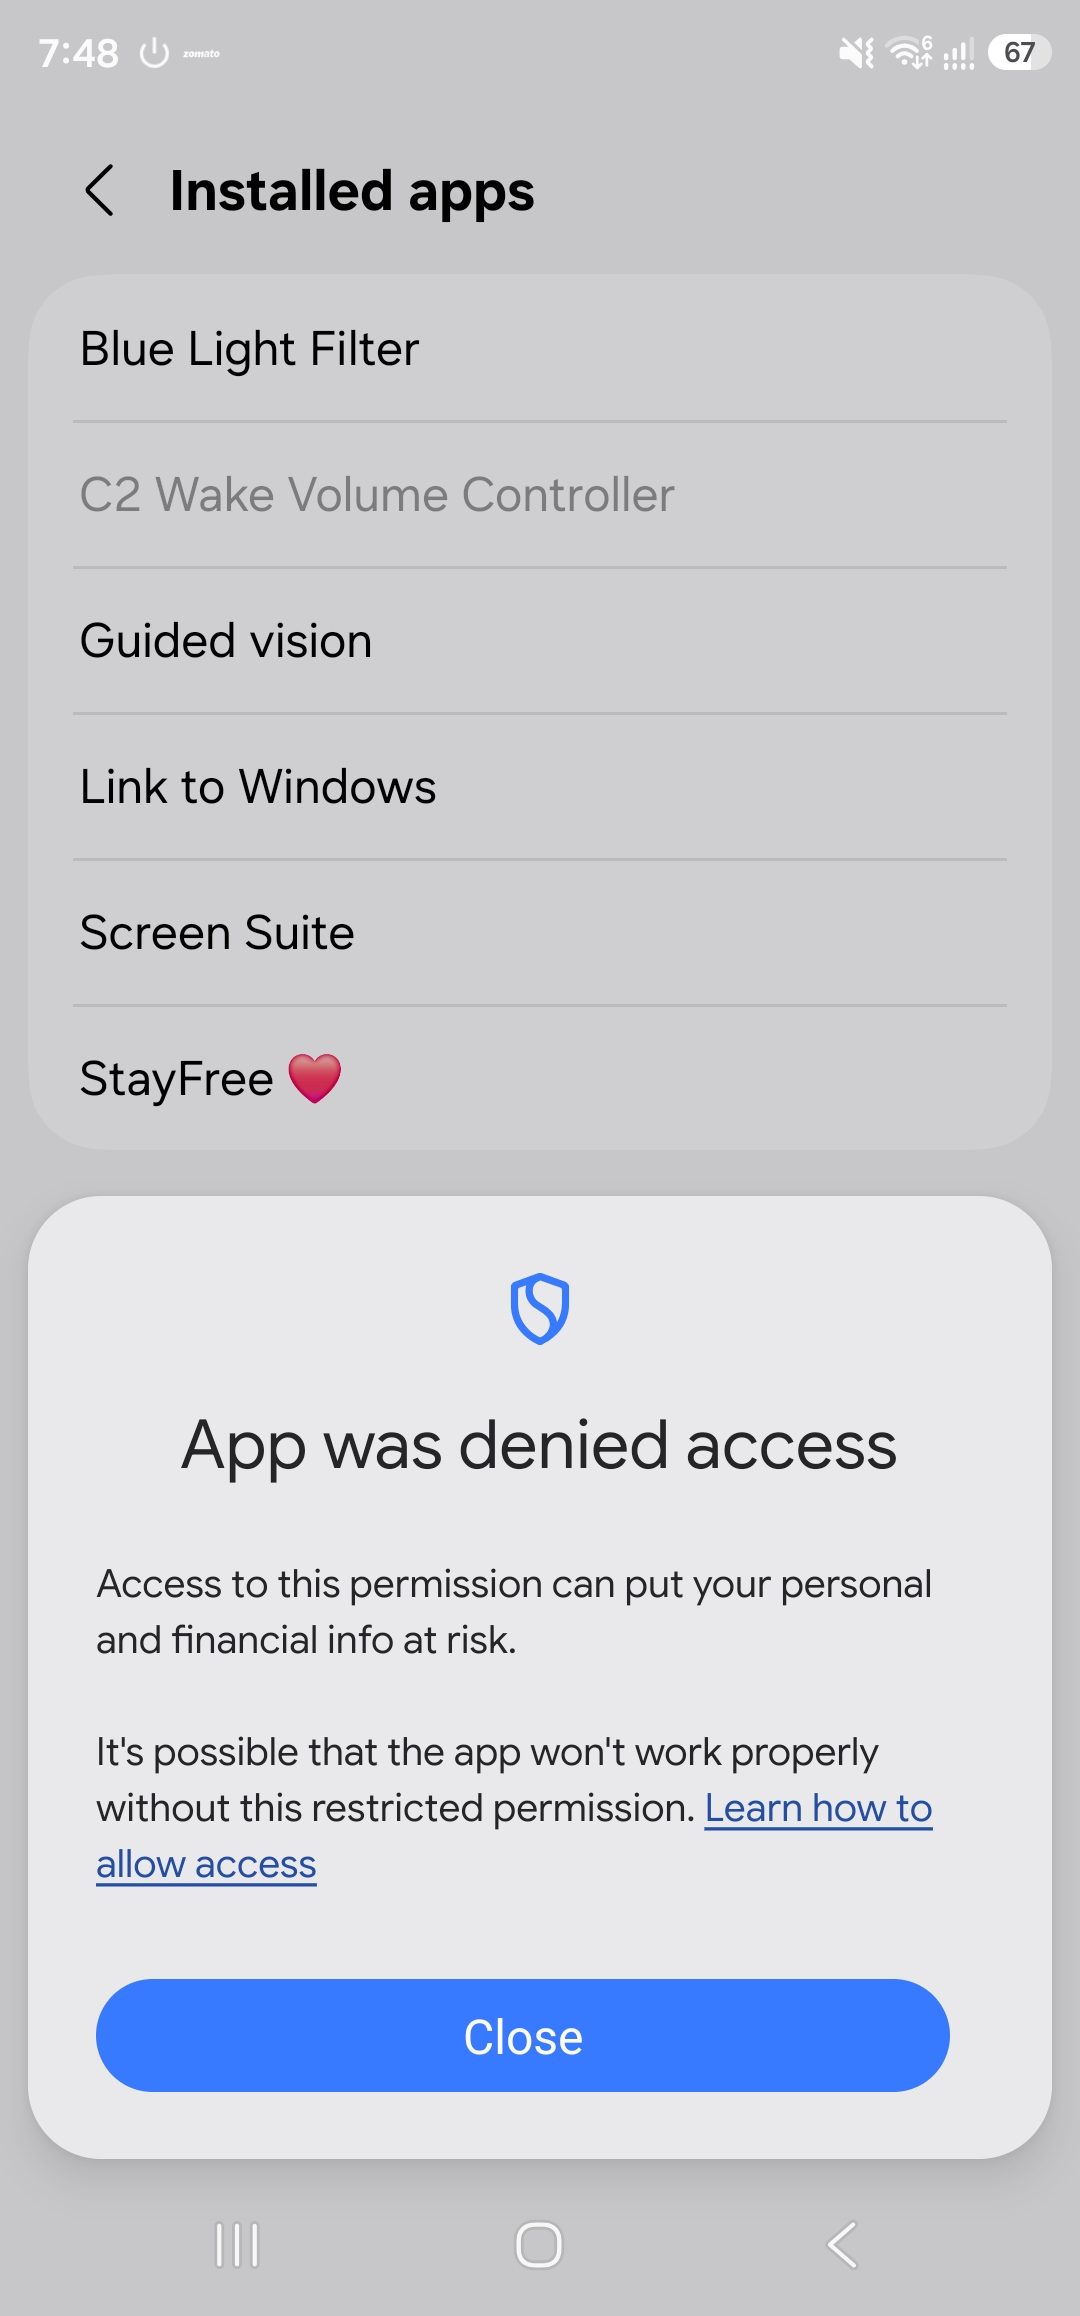 7:48 zomato 6 67
Installed apps
Blue Light Filter
C2 Wake Volume Controller
Guided vision
Link to Windows
Screen Suite
StayFree ❤️
App was denied access
Access to this permission can put your personal
and financial info at risk.
It's possible that the app won't work properly
without this restricted permission. Learn how to
allow access
Close